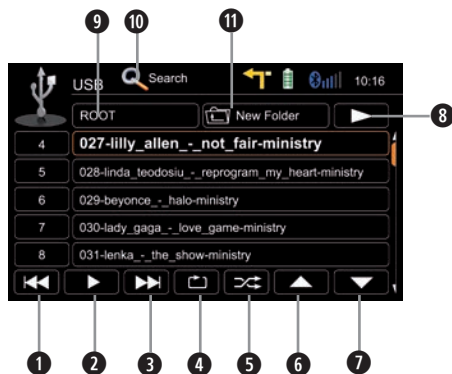 9 10 11
USB Search 10:16
ROOT New Folder 8
4 027-lilly_allen_-_not_fair-ministry
5 028-linda_teodosiu_-_reprogram_my_heart-ministry
6 029-beyonce_-_halo-ministry
7 030-lady_gaga_-_love_game-ministry
8 031-lenka_-_the_show-ministry
1 2 3 4 5 6 7